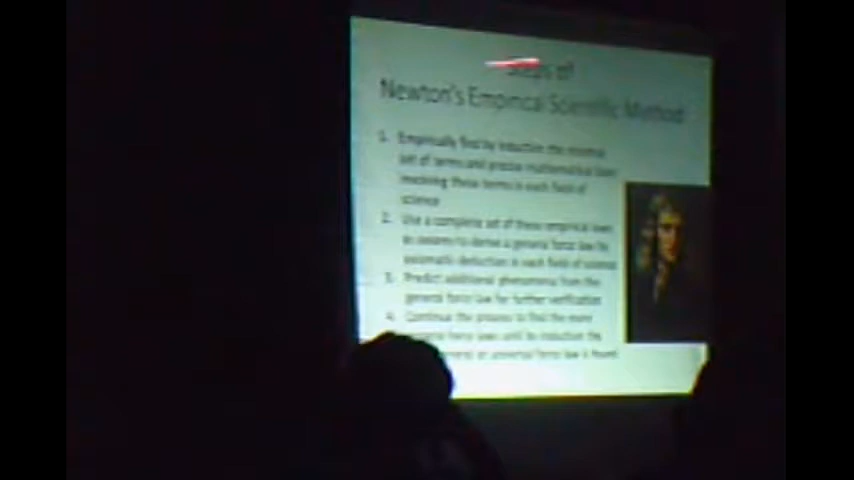 Steps of
Newton's Empirical Scientific Method
1. Empirically find by induction the minimal
set of terms and precise mathematical laws
involving these terms in each field of
science
2. Use a complete set of these empirical laws
as axioms to derive a general force law by
axiomatic deduction in each field of science
3. Predict additional phenomena from the
general force law for further verification
4. Continue the process to find the more
force laws until by induction the
or universal force law is found